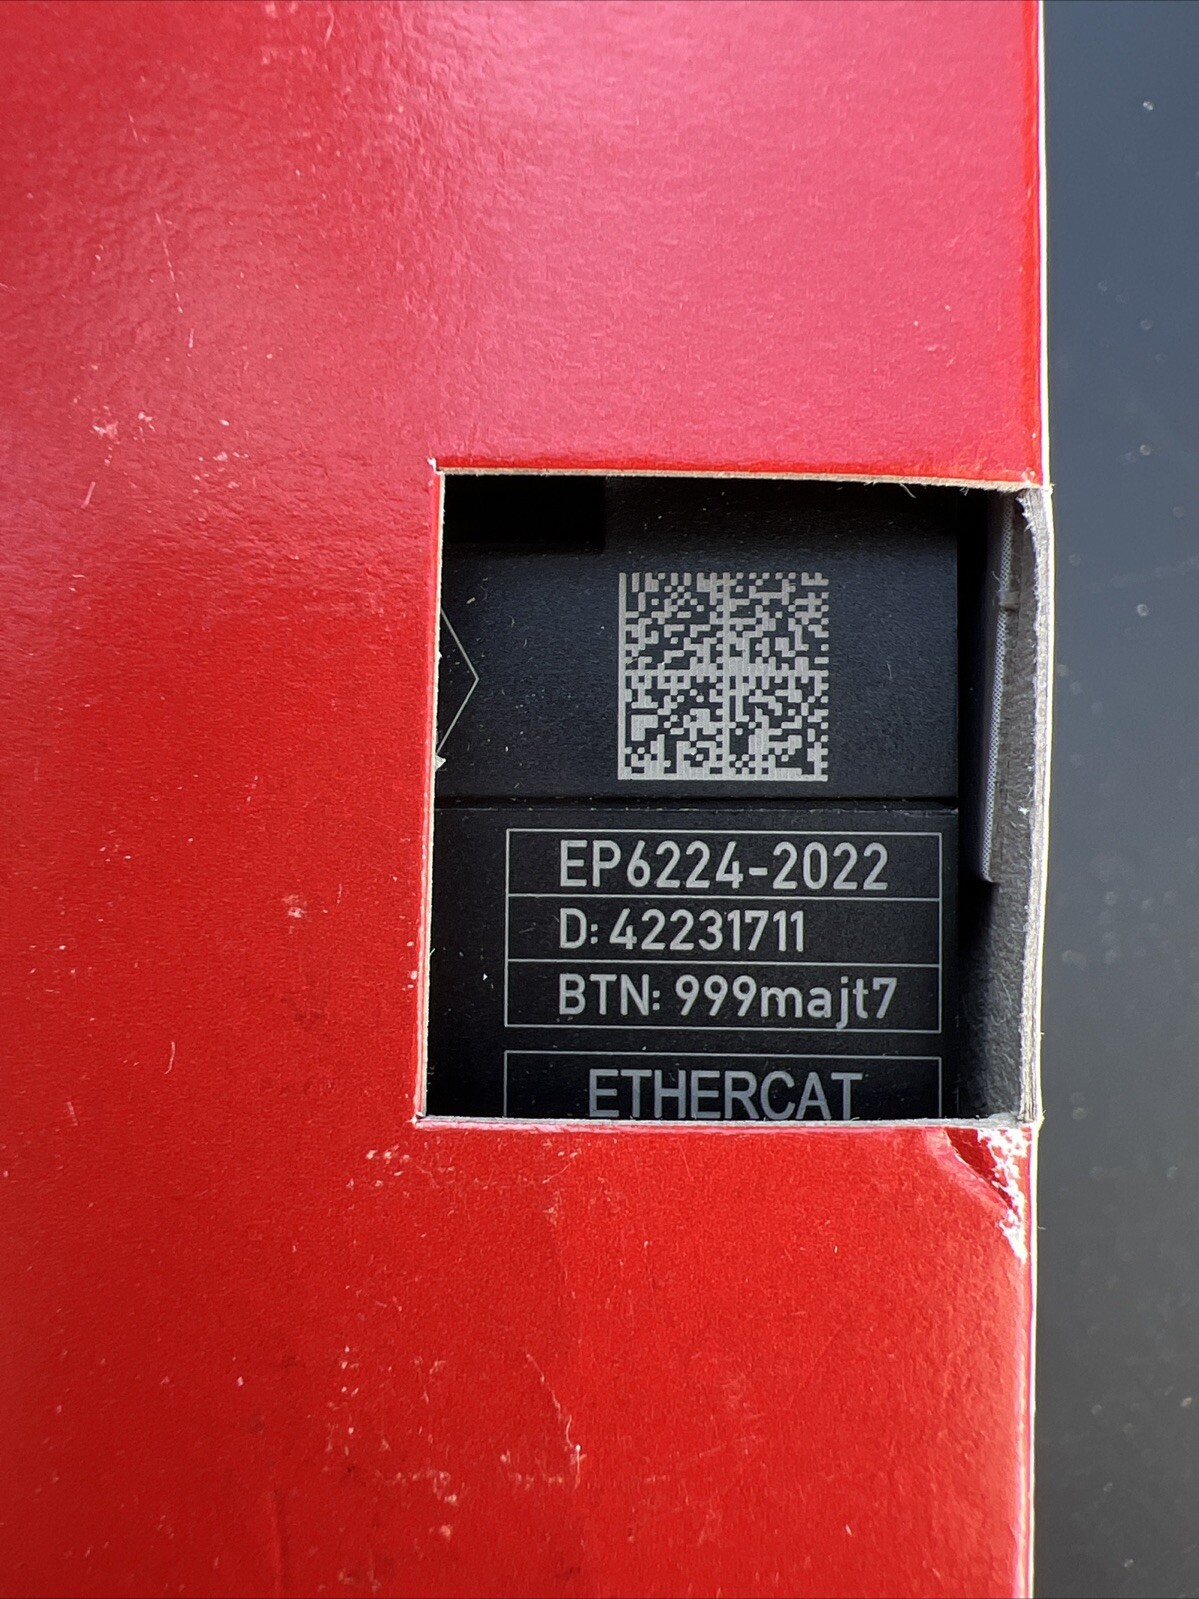 EP6224-2022
D: 42231711
BTN: 999majt7
ETHERCAT